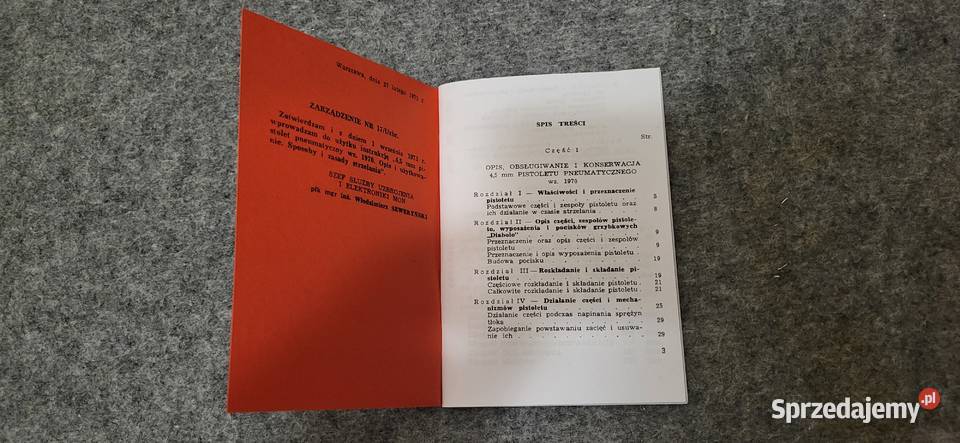 Warszawa, dnia 27 lutego 1971 r.
ZARZĄDZENIE NR 17/Uzbr.
Zatwierdzam i z dniem 1 września 1971 r.
wprowadzam do użytku instrukcję „4,5 mm pi-
stolet pneumatyczny wz. 1970. Opis i użytkowa-
nie. Sposoby i zasady strzelania".
SZEF SŁUŻBY UZBROJENIA
I ELEKTRONIKI MON
płk mgr inż. Włodzimierz SEWERYŃSKI
SPIS TREŚCI
Str.
Część I
OPIS, OBSŁUGIWANIE I KONSERWACJA
4,5 mm PISTOLETU PNEUMATYCZNEGO
wz. 1970
Rozdział I — Właściwości i przeznaczenie
pistoletu . . . . . . . . . . 5
Podstawowe części i zespoły pistoletu oraz
ich działanie w czasie strzelania . . . . 8
Rozdział II — Opis części, zespołów pistole-
tu, wyposażenia i pocisków grzybkowych
„Diabolo" . . . . . . . . . . 9
Przeznaczenie oraz opis części i zespołów
pistoletu . . . . . . . . . . 9
Przeznaczenie i opis wyposażenia pistoletu .
Budowa pocisku . . . . . . . . 19
Rozdział III — Rozkładanie i składanie pi-
stoletu . . . . . . . . . . 19
Częściowe rozkładanie i składanie pistoletu . 21
Całkowite rozkładanie i składanie pistoletu . 21
Rozdział IV — Działanie części i mecha-
nizmów pistoletu . . . . . . . 25
Działanie części podczas napinania sprężyn
tłoka . . . . . . . . . . 29
Zapobieganie powstawaniu zacięć i usuwa-
nie ich . . . . . . . . . . 29
3
Sprzedajemy.pl